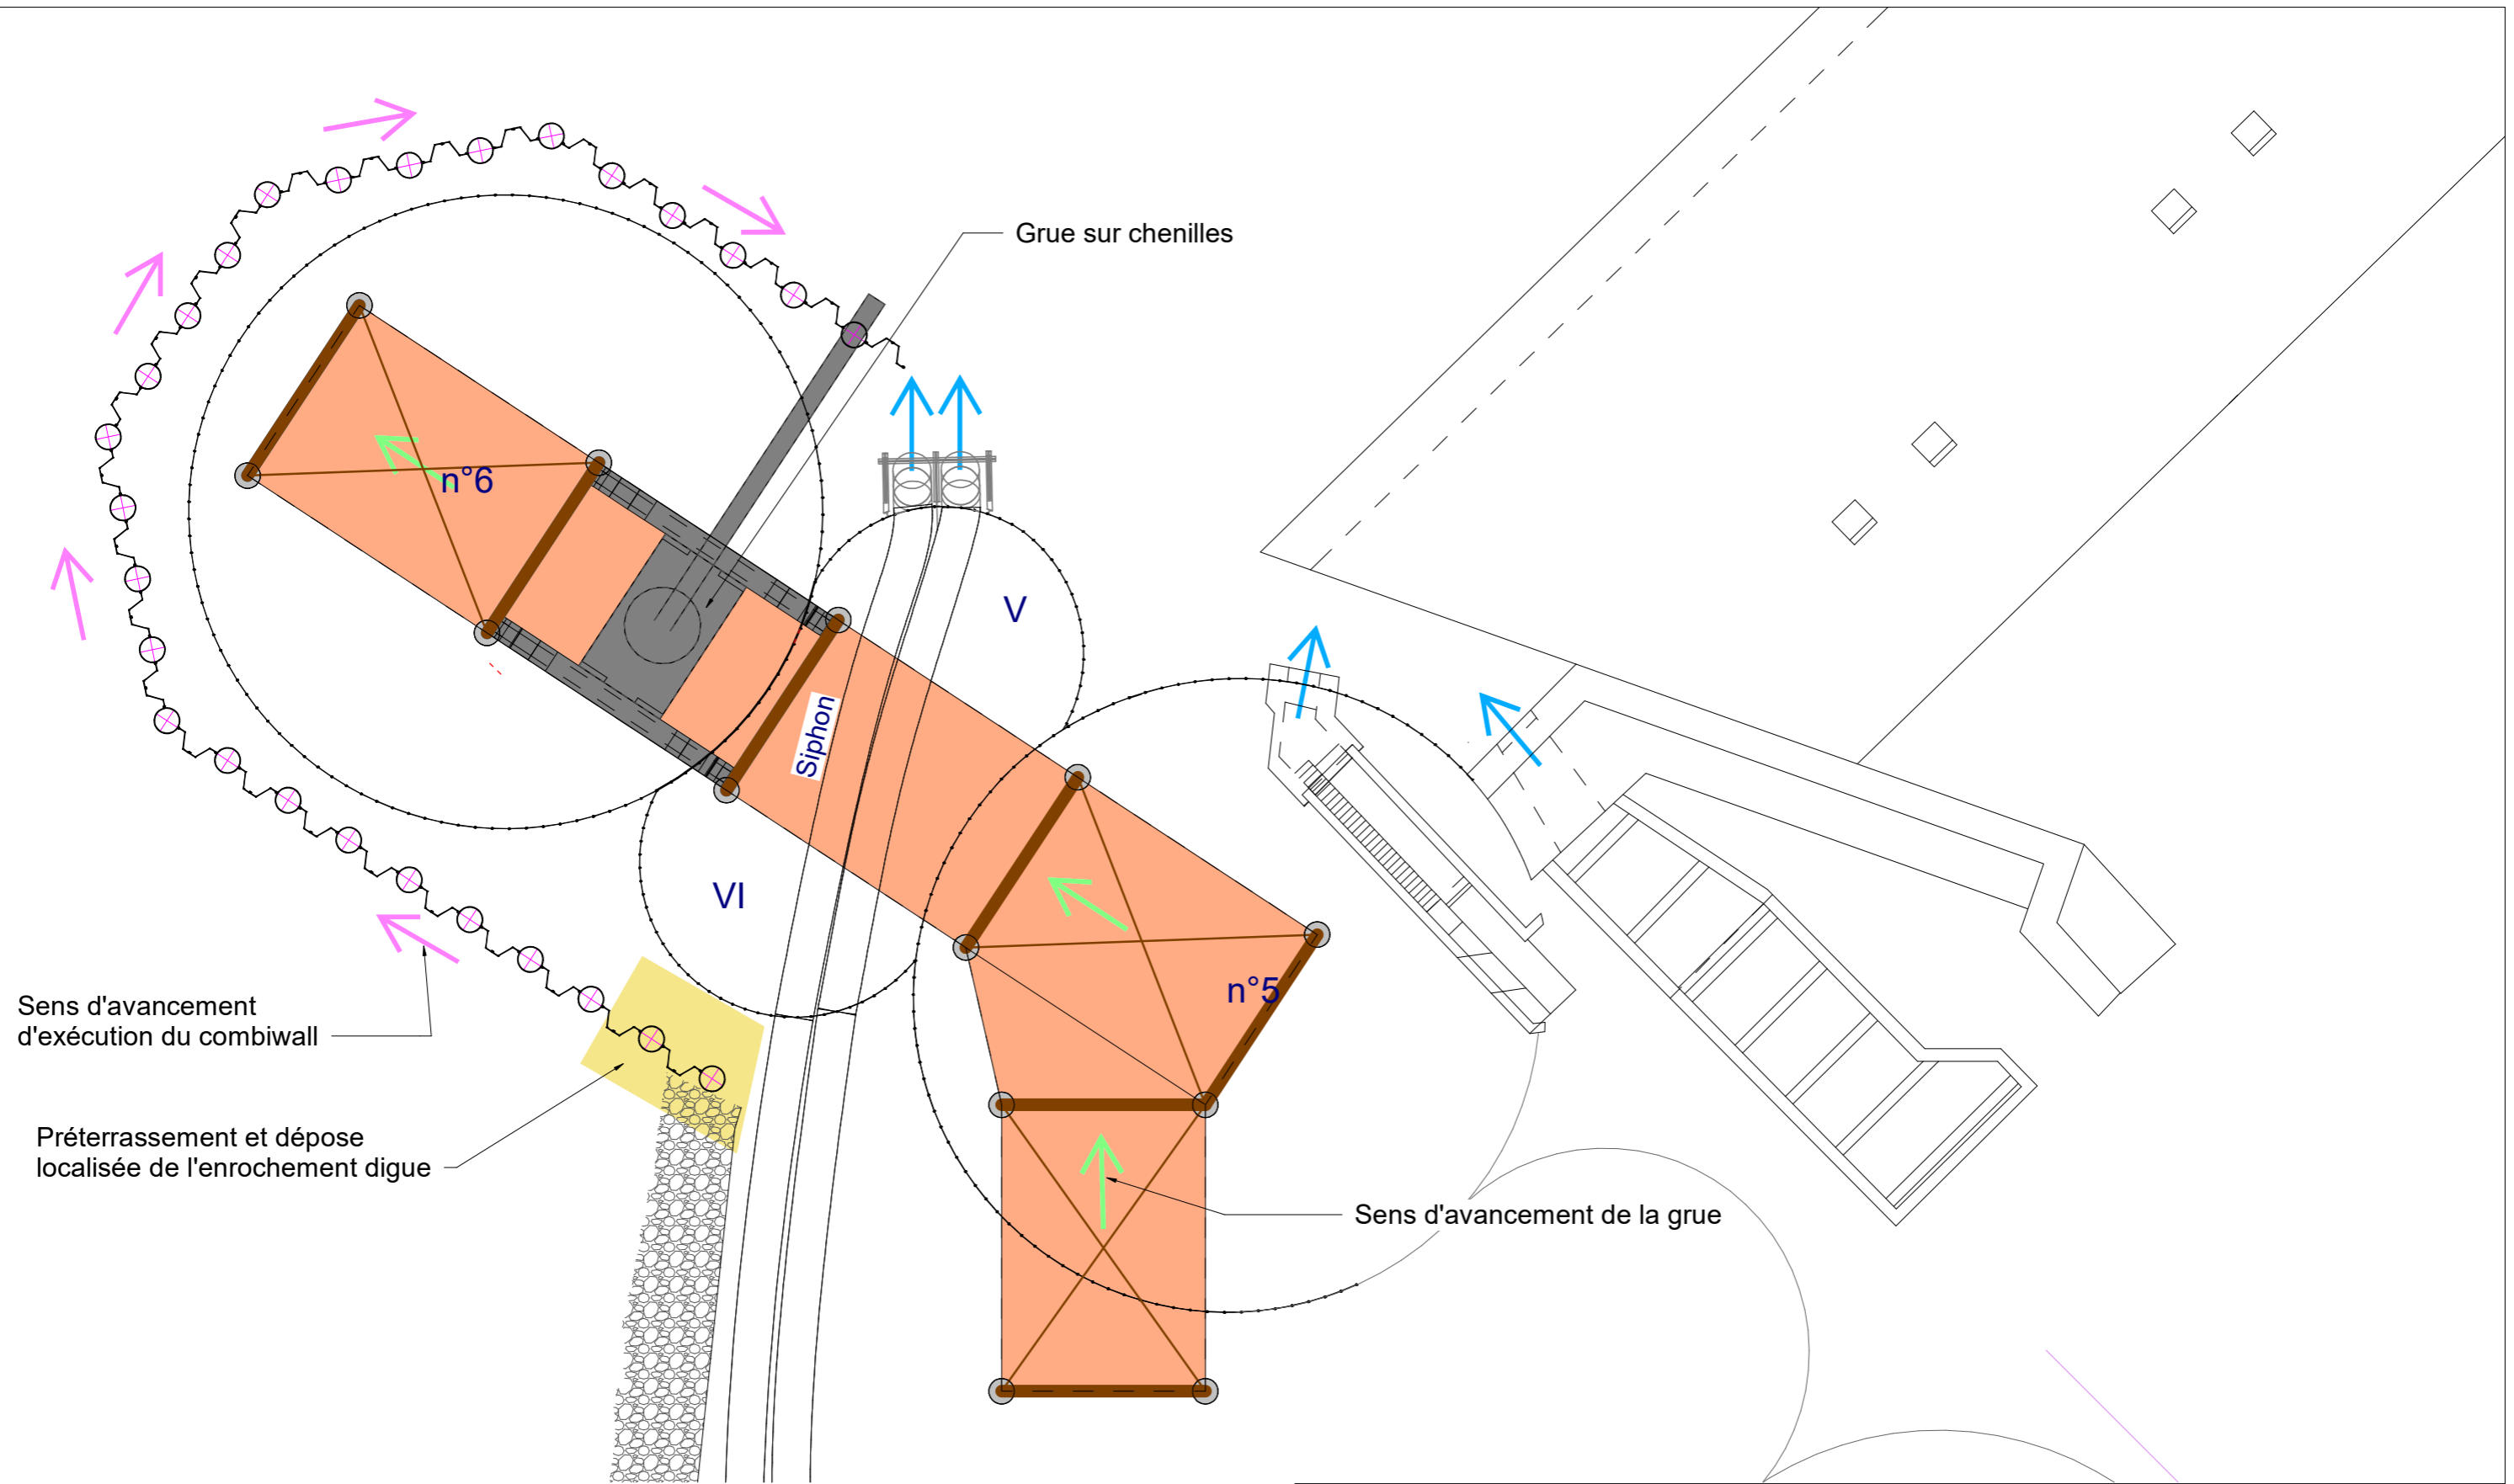 Grue sur chenilles
n°6
V
Siphon
VI
n°5
Sens d'avancement
d'exécution du combiwall
Préterrassement et dépose
localisée de l'enrochement digue
Sens d'avancement de la grue